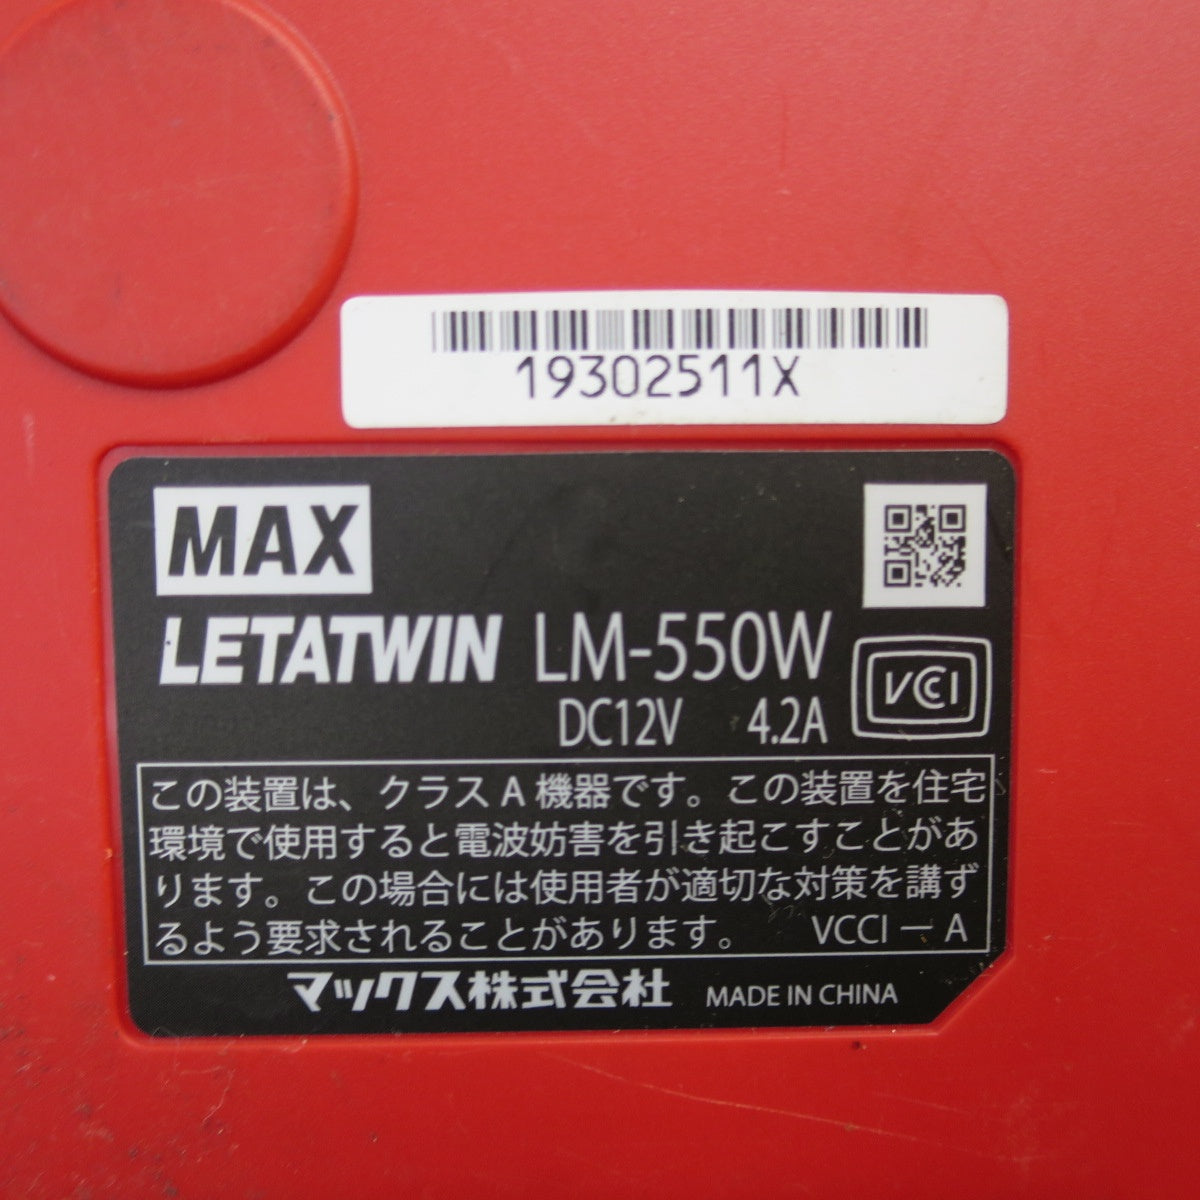 19302511X
MAX
LETATWIN LM-550W
DC12V 4.2A
VCCI
この装置は、クラス A 機器です。この装置を住宅
環境で使用すると電波妨害を引き起こすことがあ
ります。この場合には使用者が適切な対策を講ず
るよう要求されることがあります。 VCCI ー A
マックス株式会社 MADE IN CHINA